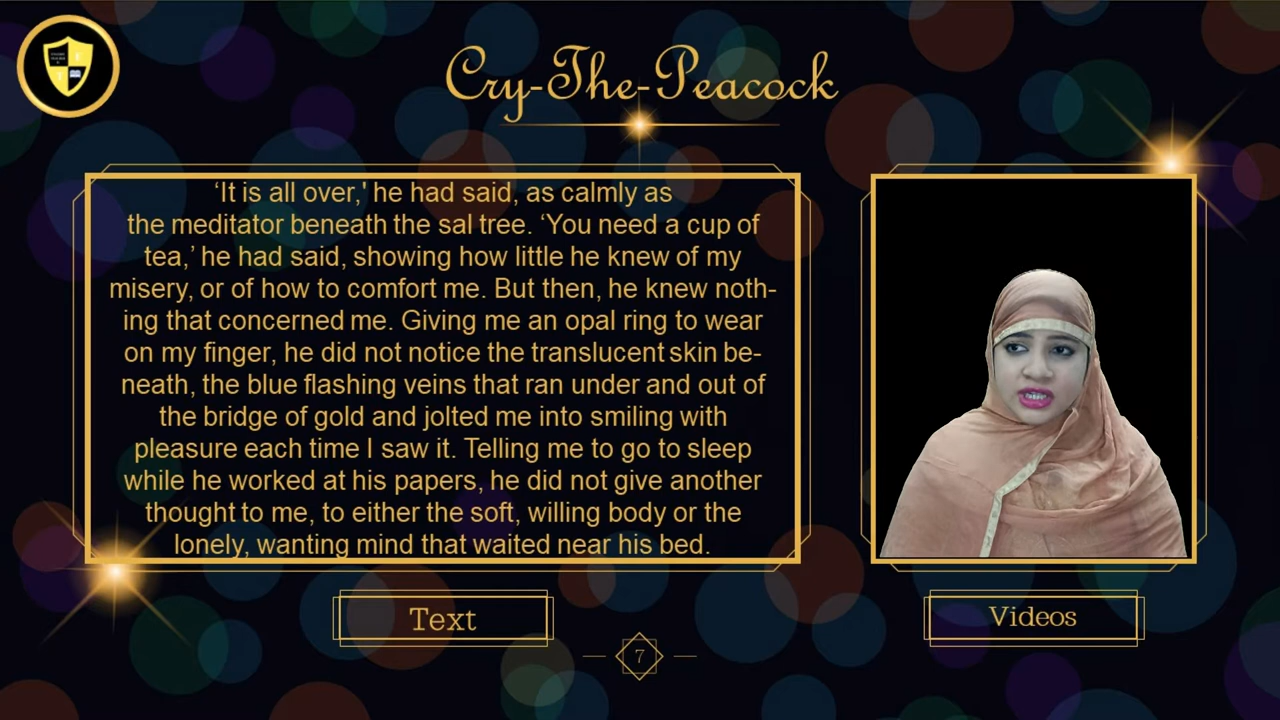 Cry-The-Peacock
‘It is all over,' he had said, as calmly as
the meditator beneath the sal tree. ‘You need a cup of
tea,’ he had said, showing how little he knew of my
misery, or of how to comfort me. But then, he knew noth-
ing that concerned me. Giving me an opal ring to wear
on my finger, he did not notice the translucent skin be-
neath, the blue flashing veins that ran under and out of
the bridge of gold and jolted me into smiling with
pleasure each time I saw it. Telling me to go to sleep
while he worked at his papers, he did not give another
thought to me, to either the soft, willing body or the
lonely, wanting mind that waited near his bed.
Text
Videos
7